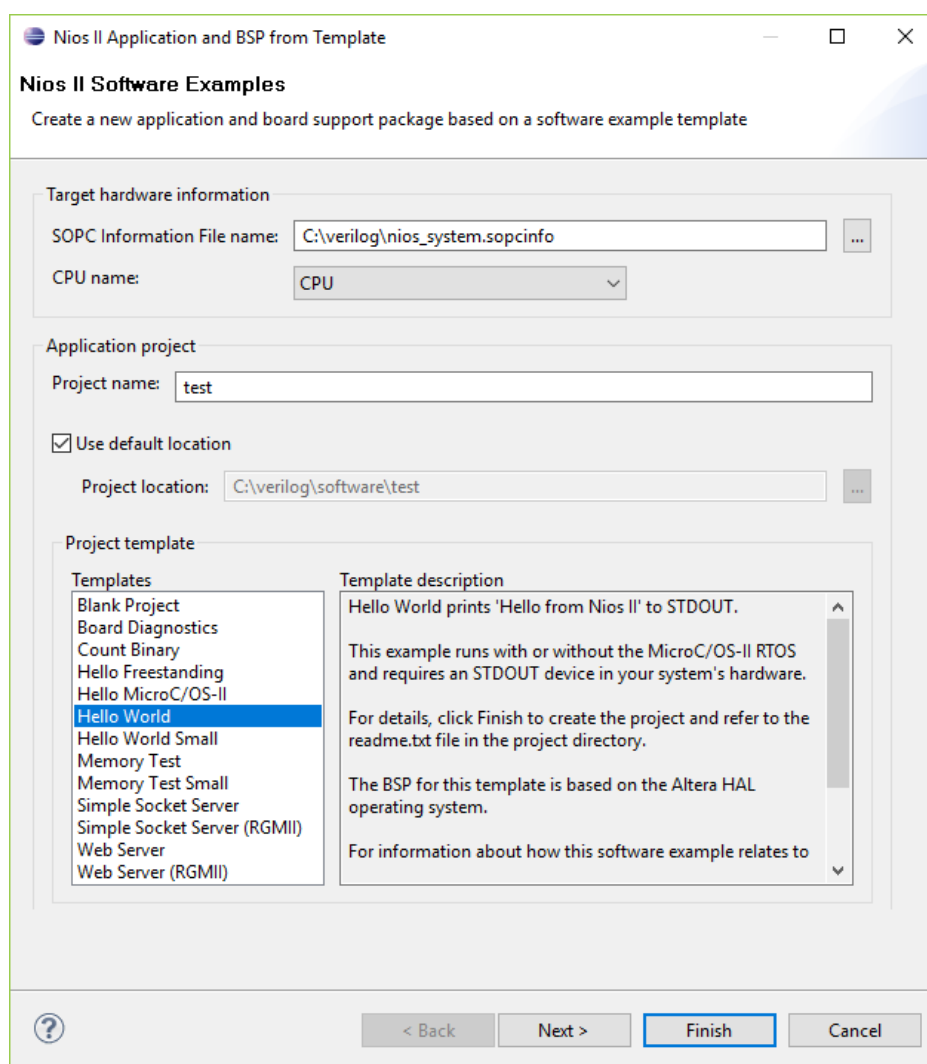 Nios II Application and BSP from Template
Nios II Software Examples
Create a new application and board support package based on a software example template
Target hardware information
SOPC Information File name: C:\verilog\nios_system.sopcinfo ...
CPU name: CPU
Application project
Project name: test
Use default location
Project location: C:\verilog\software\test ...
Project template
Templates
Blank Project
Board Diagnostics
Count Binary
Hello Freestanding
Hello MicroC/OS-II
Hello World
Hello World Small
Memory Test
Memory Test Small
Simple Socket Server
Simple Socket Server (RGMII)
Web Server
Web Server (RGMII)
Template description
Hello World prints 'Hello from Nios II' to STDOUT.
This example runs with or without the MicroC/OS-II RTOS
and requires an STDOUT device in your system's hardware.
For details, click Finish to create the project and refer to the
readme.txt file in the project directory.
The BSP for this template is based on the Altera HAL
operating system.
For information about how this software example relates to
? < Back Next > Finish Cancel